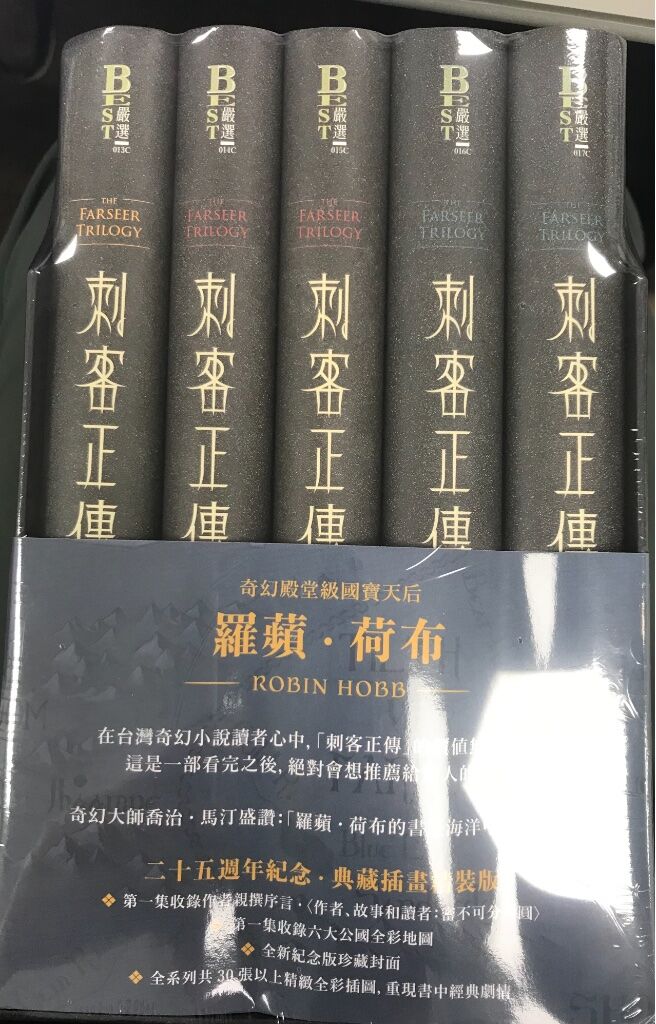 BEST 嚴選
013C
THE
FARSEER
TRILOGY
刺客正傳
BEST 嚴選
014C
THE
FARSEER
TRILOGY
刺客正傳
BEST 嚴選
015C
THE
FARSEER
TRILOGY
刺客正傳
BEST 嚴選
016C
THE
FARSEER
TRILOGY
刺客正傳
BEST 嚴選
017C
THE
FARSEER
TRILOGY
刺客正傳
奇幻殿堂級國寶天后
羅蘋・荷布
ROBIN HOBB
在台灣奇幻小說讀者心中,「刺客正傳」的
這是一部看完之後, 絕對會想推薦給
奇幻大師喬治・馬汀盛讚:「羅蘋・荷布的書
二十五週年紀念・典藏插畫 裝版
❖ 第一集收錄作者親撰序言・〈作者、故事和讀者: 密不可分 圓〉
第一集收錄六大公國全彩地圖
❖ 全新紀念版珍藏封面
❖ 全系列共30張以上精緻全彩插圖, 重現書中經典劇情